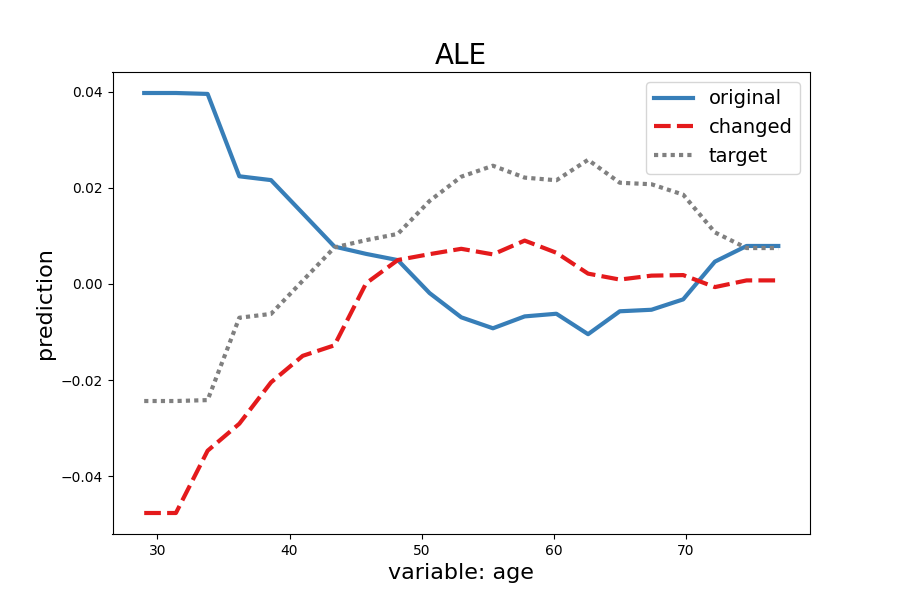 ALE
original
changed
target
prediction
0.04
0.02
0.00
−0.02
−0.04
30 40 50 60 70
variable: age